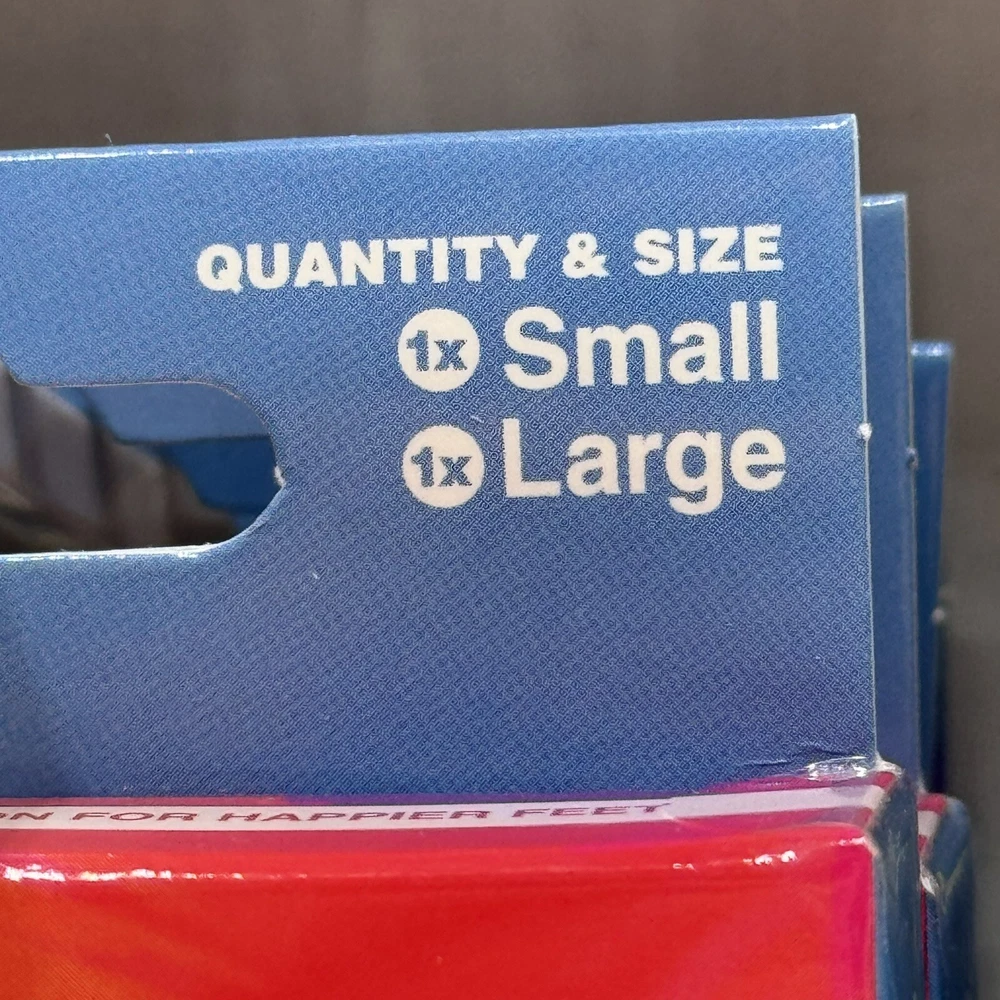 QUANTITY & SIZE
1x Small
1x Large
FOR HAPPIER FEET